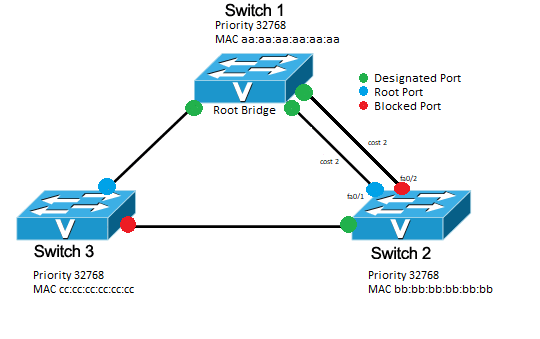 Switch 1
Priority 32768
MAC aa:aa:aa:aa:aa:aa
Root Bridge
Designated Port
Root Port
Blocked Port
cost 2
cost 2
fa0/1
fa0/2
Switch 3
Priority 32768
MAC cc:cc:cc:cc:cc:cc
Switch 2
Priority 32768
MAC bb:bb:bb:bb:bb:bb